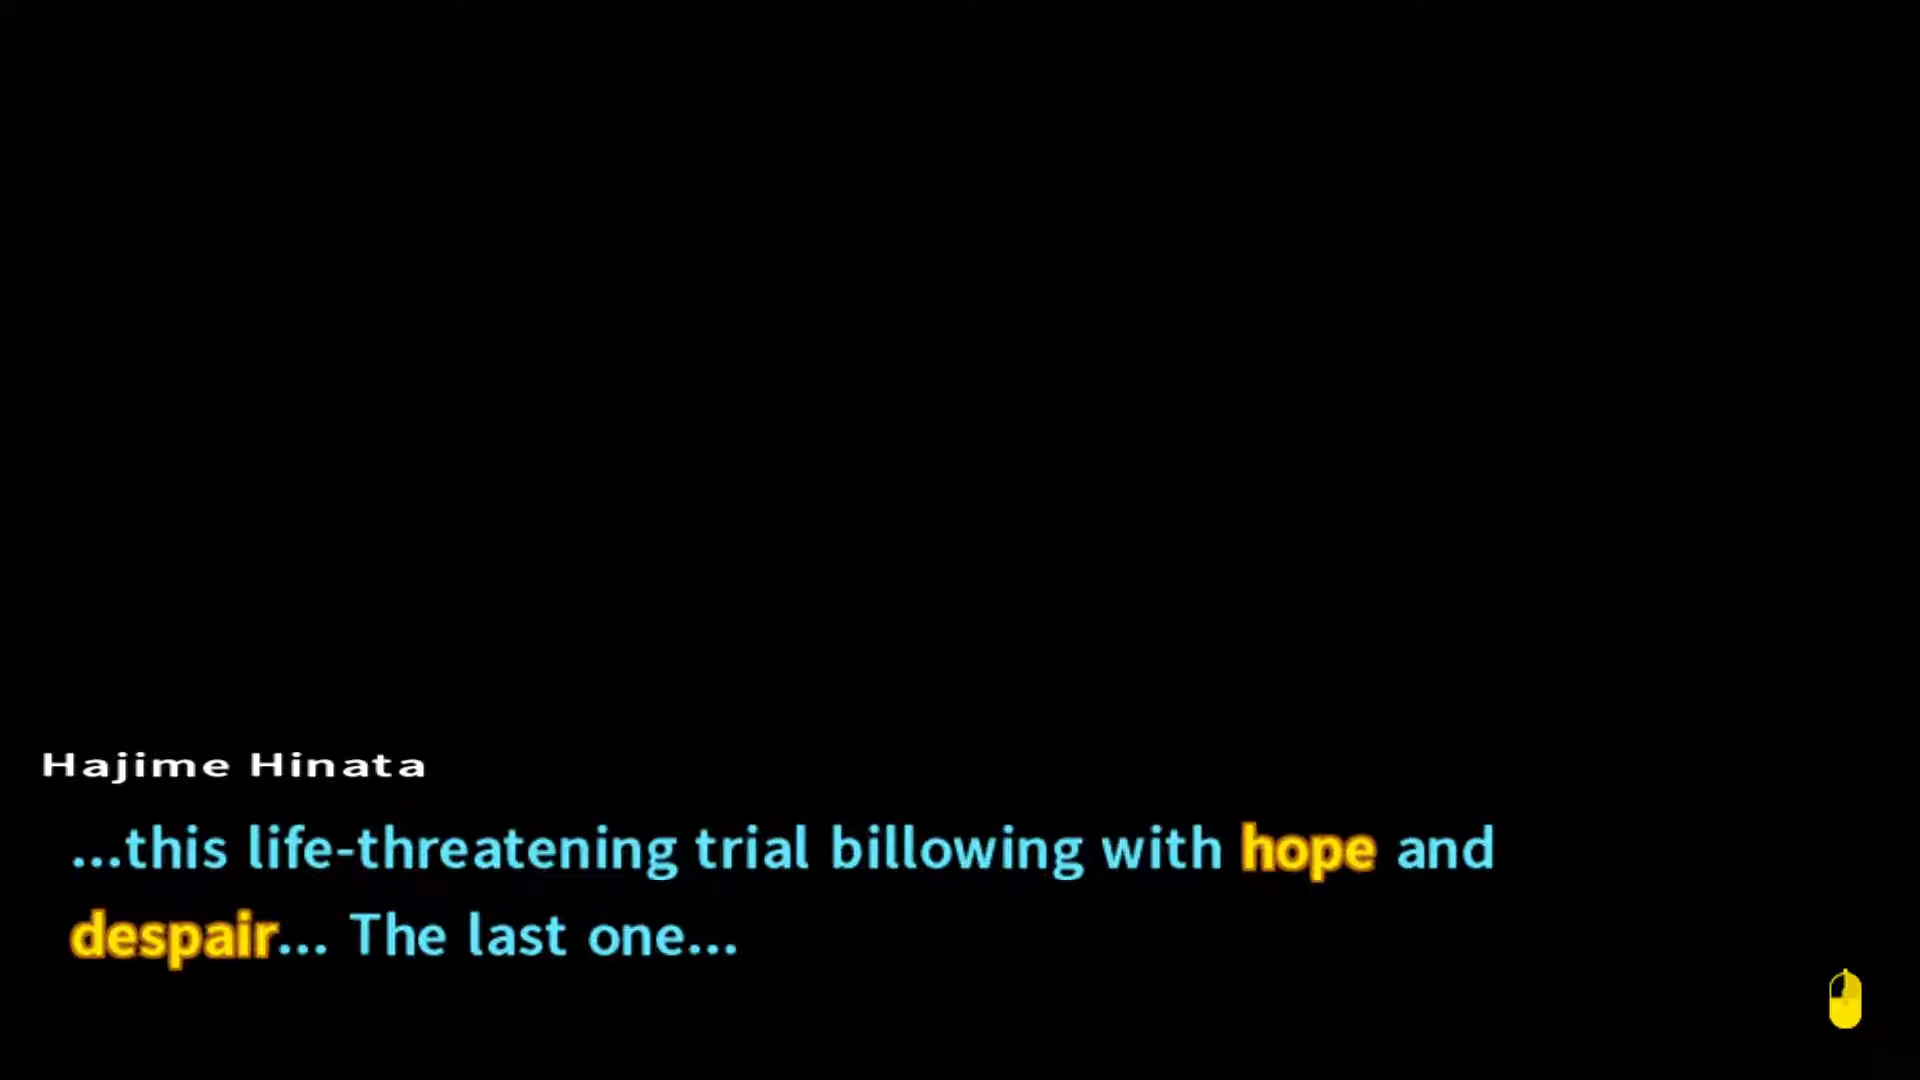 Hajime Hinata
...this life-threatening trial billowing with hope and
despair... The last one...